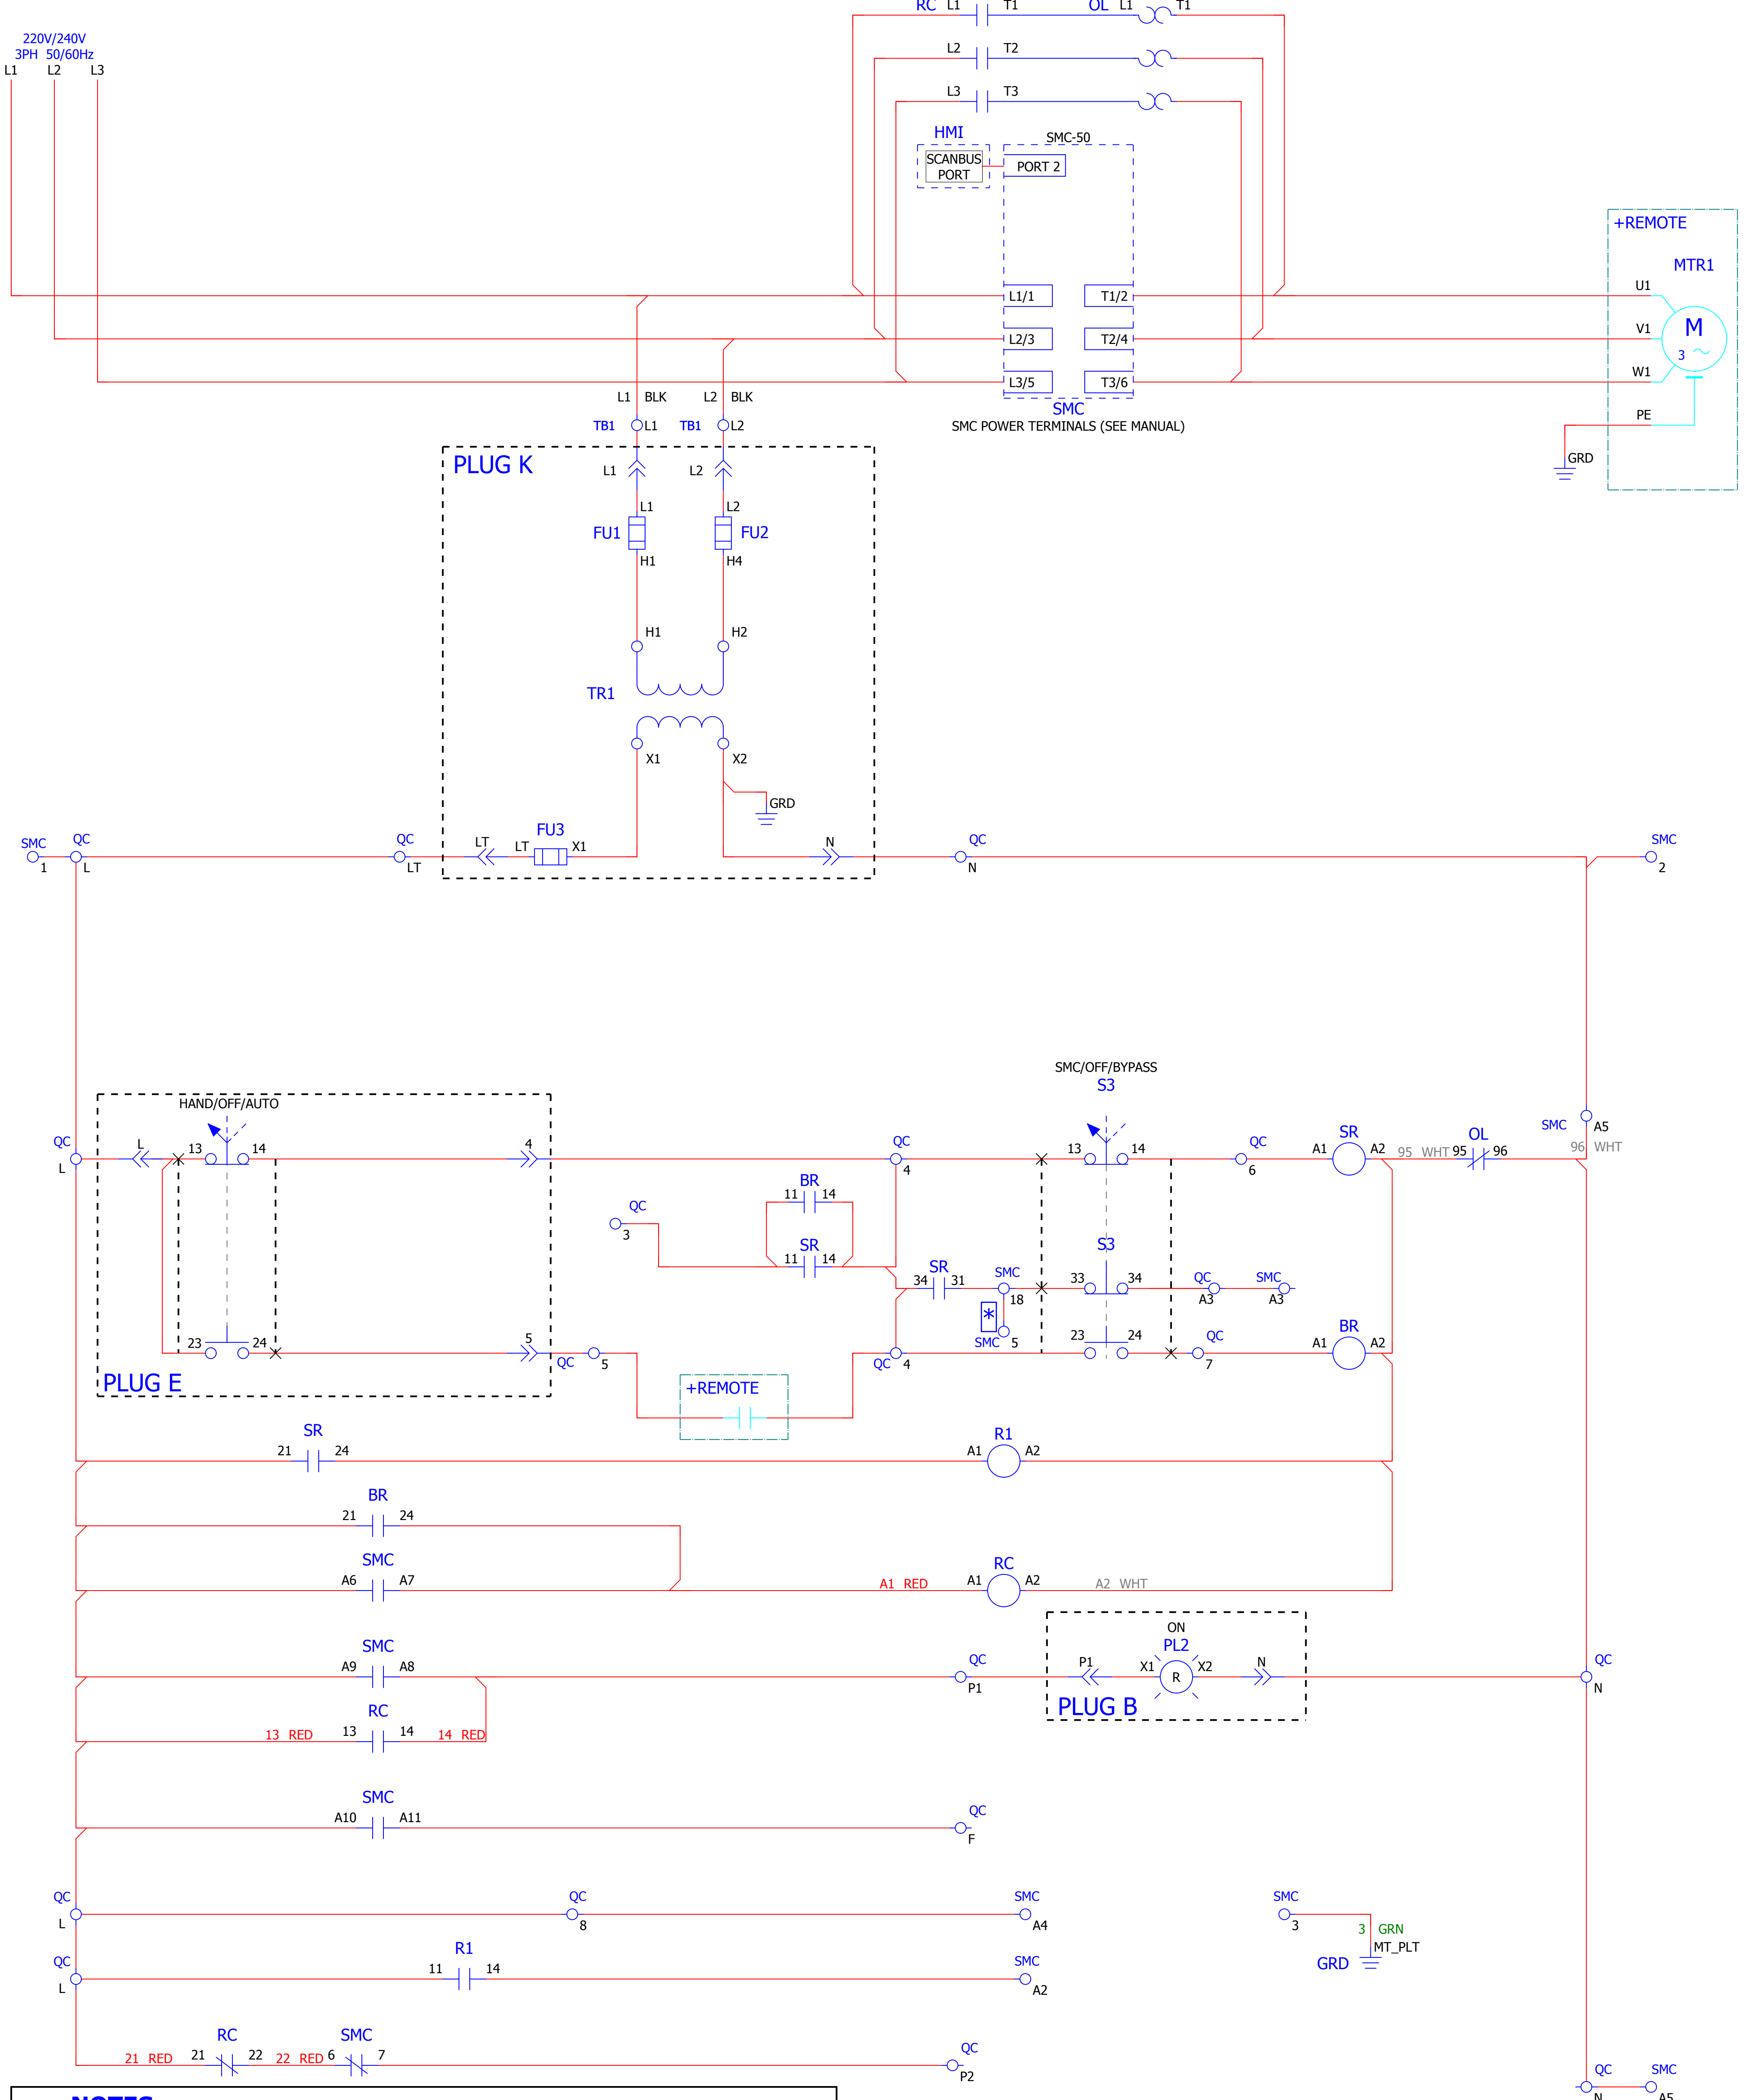 RC L1 T1 OL L1 T1
220V/240V
3PH 50/60Hz
L1 L2 L3
L2 T2
L3 T3
HMI
SMC-50
SCANBUS
PORT
PORT 2
+REMOTE
MTR1
L1/1 T1/2 U1
L2/3 T2/4 V1
M
3
L3/5 T3/6 W1
L1 BLK L2 BLK
SMC
PE
TB1 L1 TB1 L2
SMC POWER TERMINALS (SEE MANUAL)
GRD
PLUG K
L1 L2
L1 L2
FU1 FU2
H1 H4
H1 H2
TR1
X1 X2
GRD
SMC QC QC LT LT FU3 X1 N QC SMC
1 L LT N 2
SMC/OFF/BYPASS
S3
HAND/OFF/AUTO
SMC A5
QC L 13 14 4 QC 13 14 QC SR OL
A1 A2 95 WHT 95 96 96 WHT
L 4 6
BR
11 14
QC
3
SR
11 14
S3
SR
34 31 SMC 33 34 QC SMC
18 A3 A3
*
SMC 5
23 24 5 QC 5 QC 4 23 24 QC 7 A1 BR A2
PLUG E
+REMOTE
SR
21 24 A1 R1 A2
BR
21 24
SMC
A6 A7 A1 RED A1 RC A2 A2 WHT
ON
SMC PL2
A9 A8 QC P1 X1 R X2 N QC
P1 N
PLUG B
RC
13 RED 13 14 14 RED
SMC
A10 A11 QC
F
QC QC SMC SMC
L 8 A4 3
3 GRN
MT_PLT
GRD
QC R1 SMC
11 14
L A2
RC SMC
21 RED 21 22 22 RED 6 7 QC
P2
QC SMC
N A5
NOTES